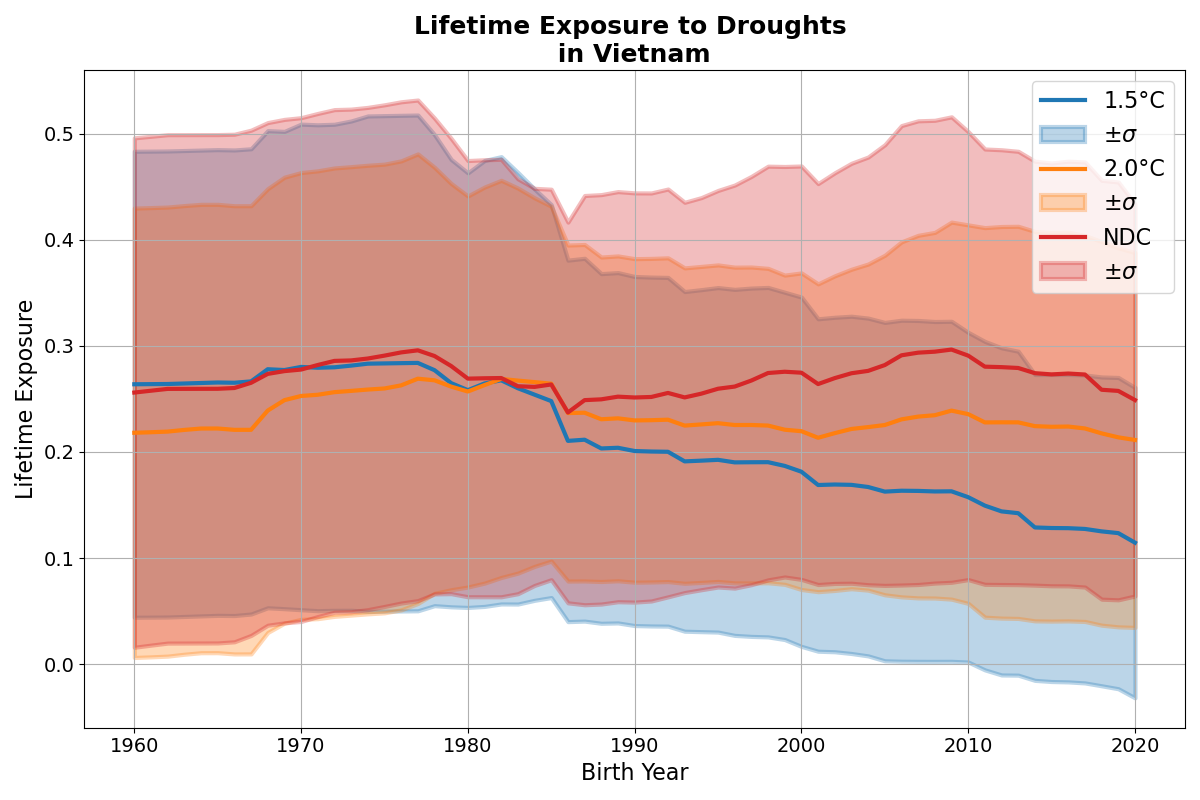 Lifetime Exposure to Droughts
in Vietnam
Lifetime Exposure
0.5
0.4
0.3
0.2
0.1
0.0
1960 1970 1980 1990 2000 2010 2020
Birth Year
1.5°C
±σ
2.0°C
±σ
NDC
±σ